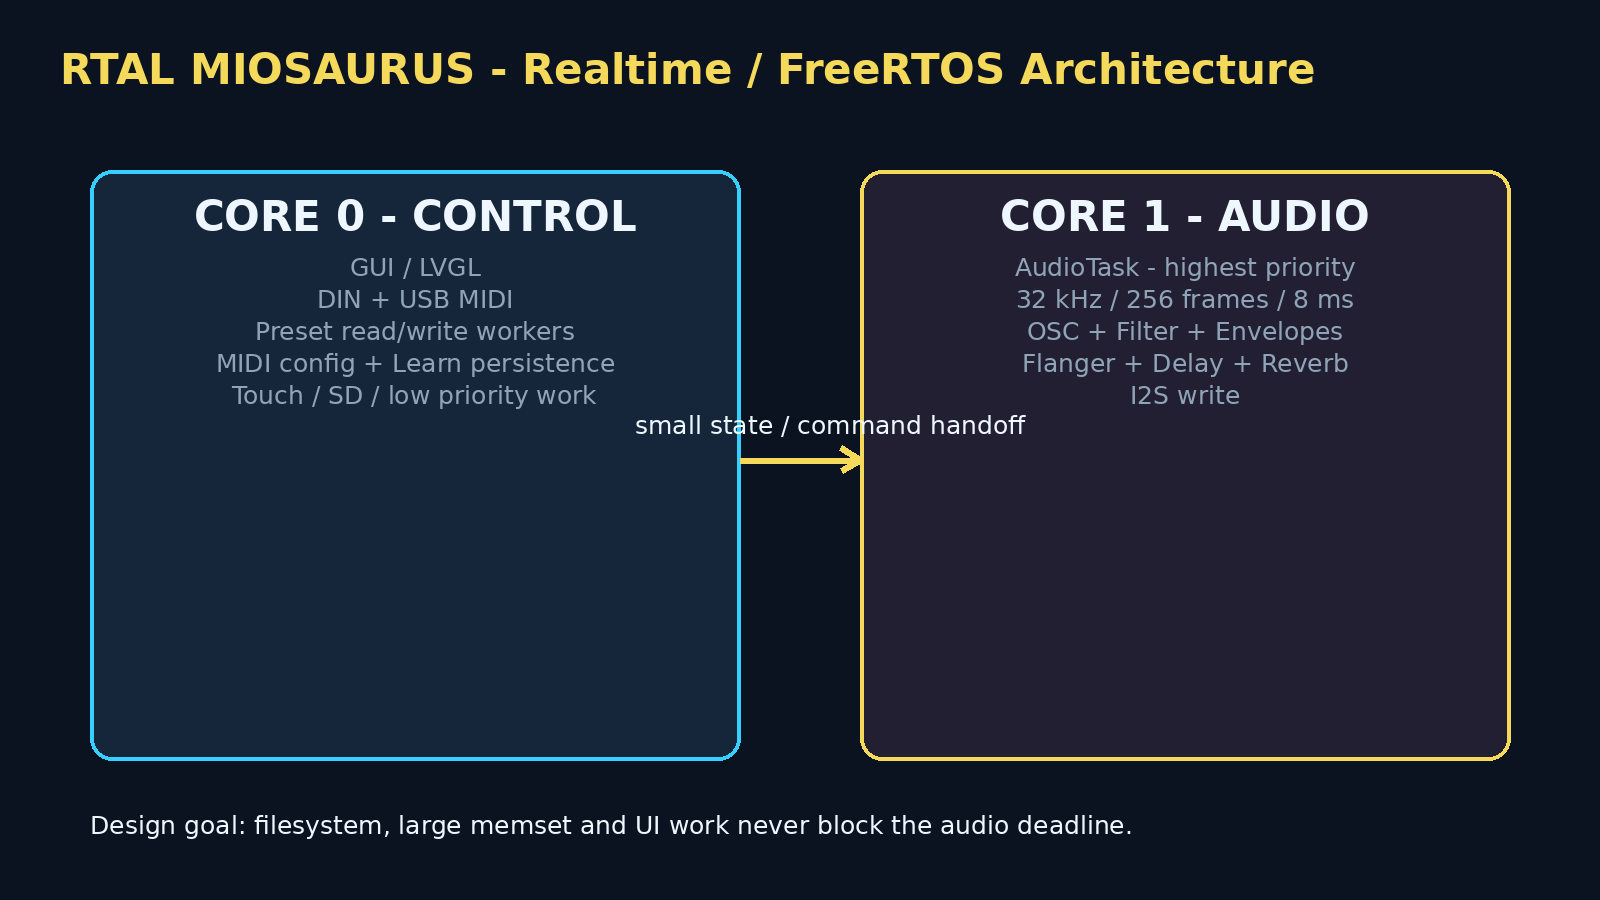 RTAL MIOSAURUS - Realtime / FreeRTOS Architecture
CORE 0 - CONTROL
GUI / LVGL
DIN + USB MIDI
Preset read/write workers
MIDI config + Learn persistence
Touch / SD / low priority work
small state / command handoff
CORE 1 - AUDIO
AudioTask - highest priority
32 kHz / 256 frames / 8 ms
OSC + Filter + Envelopes
Flanger + Delay + Reverb
I2S write
Design goal: filesystem, large memset and UI work never block the audio deadline.